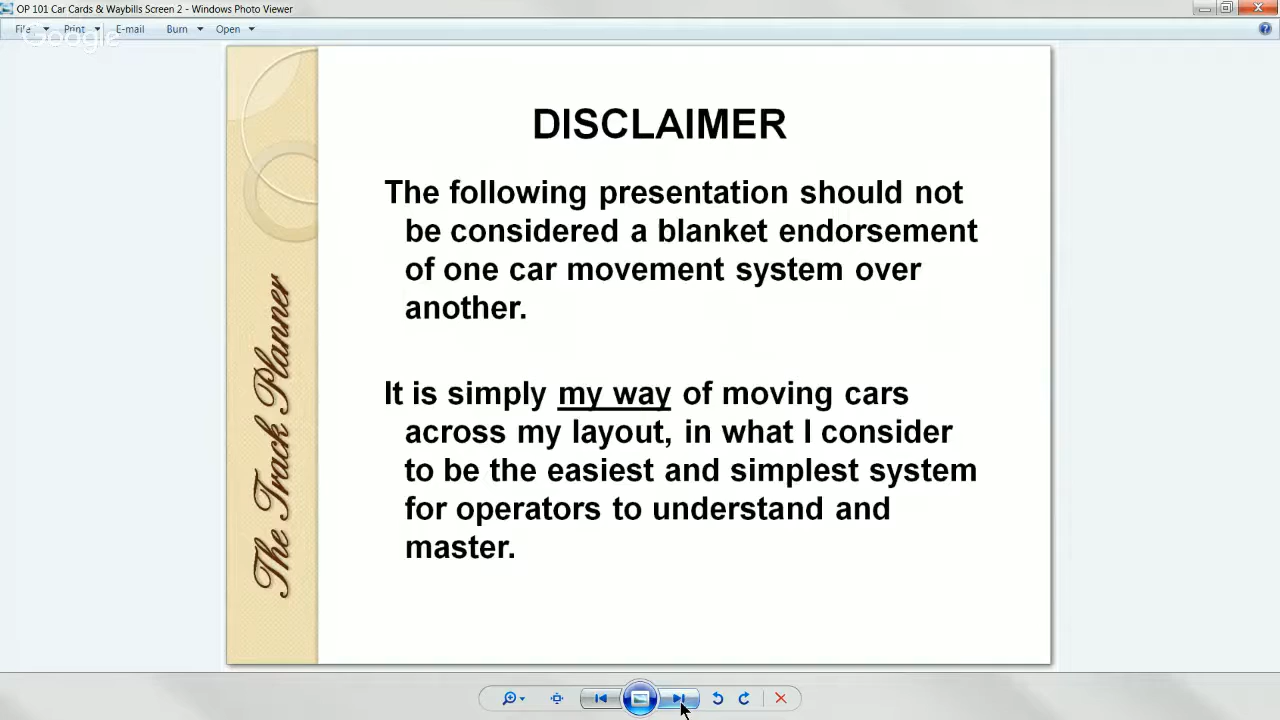 OP 101 Car Cards & Waybills Screen 2 - Windows Photo Viewer
File Print E-mail Burn Open
Google
DISCLAIMER
The following presentation should not
be considered a blanket endorsement
of one car movement system over
another.
It is simply my way of moving cars
across my layout, in what I consider
to be the easiest and simplest system
for operators to understand and
master.
The Track Planner